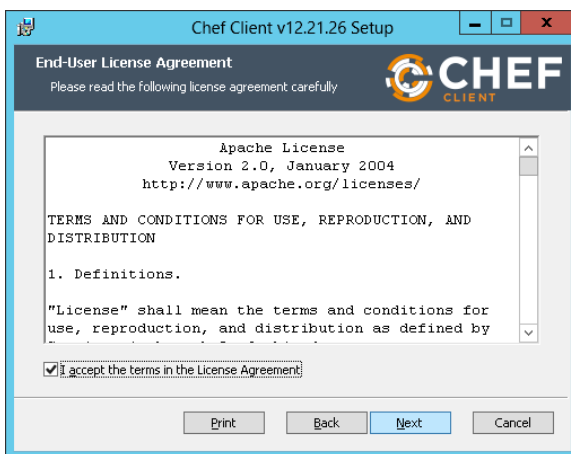 Chef Client v12.21.26 Setup
End-User License Agreement
Please read the following license agreement carefully
CHEF
CLIENT
Apache License
Version 2.0, January 2004
http://www.apache.org/licenses/
TERMS AND CONDITIONS FOR USE, REPRODUCTION, AND
DISTRIBUTION
1. Definitions.
"License" shall mean the terms and conditions for
use, reproduction, and distribution as defined by
I accept the terms in the License Agreement
Print Back Next Cancel